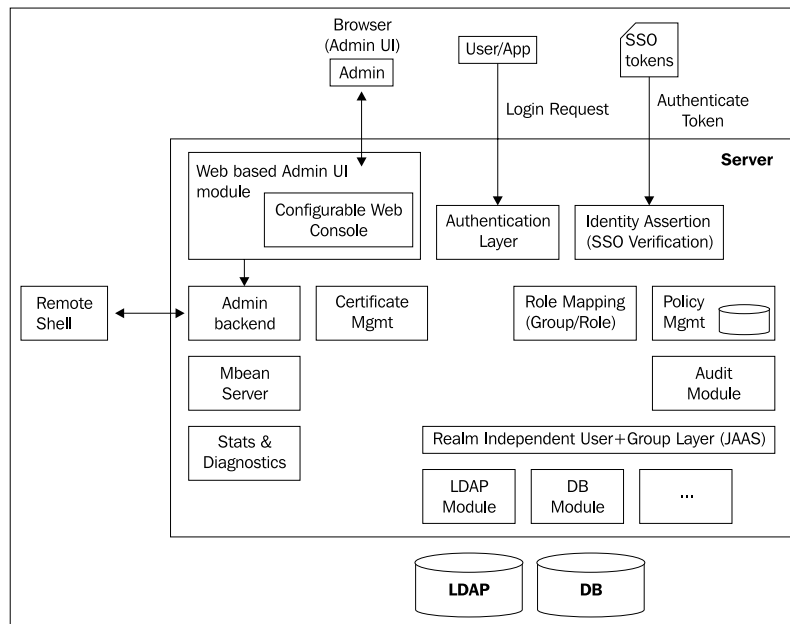 Browser
(Admin UI)
Admin
User/App
SSO
tokens
Login Request
Authenticate
Token
Server
Web based Admin UI
module
Configurable Web
Console
Authentication
Layer
Identity Assertion
(SSO Verification)
Remote
Shell
Admin
backend
Certificate
Mgmt
Role Mapping
(Group/Role)
Policy
Mgmt
Mbean
Server
Audit
Module
Stats &
Diagnostics
Realm Independent User+Group Layer (JAAS)
LDAP
Module
DB
Module
...
LDAP
DB